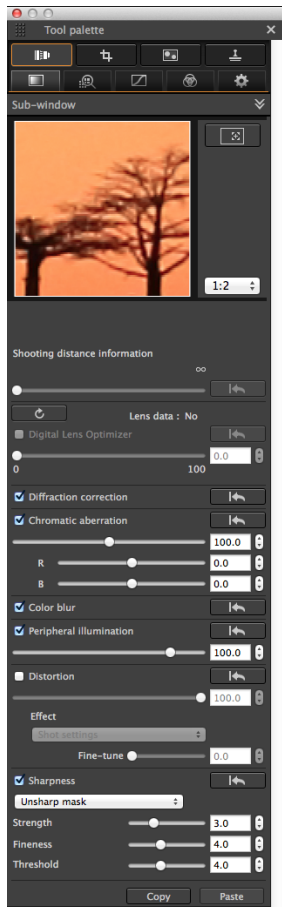 Tool palette
Sub-window
1:2
Shooting distance information
∞
Lens data : No
Digital Lens Optimizer
0.0
0 100
Diffraction correction
Chromatic aberration
100.0
R 0.0
B 0.0
Color blur
Peripheral illumination
100.0
Distortion
100.0
Effect
Shot settings
Fine-tune 0.0
Sharpness
Unsharp mask
Strength 3.0
Fineness 4.0
Threshold 4.0
Copy Paste